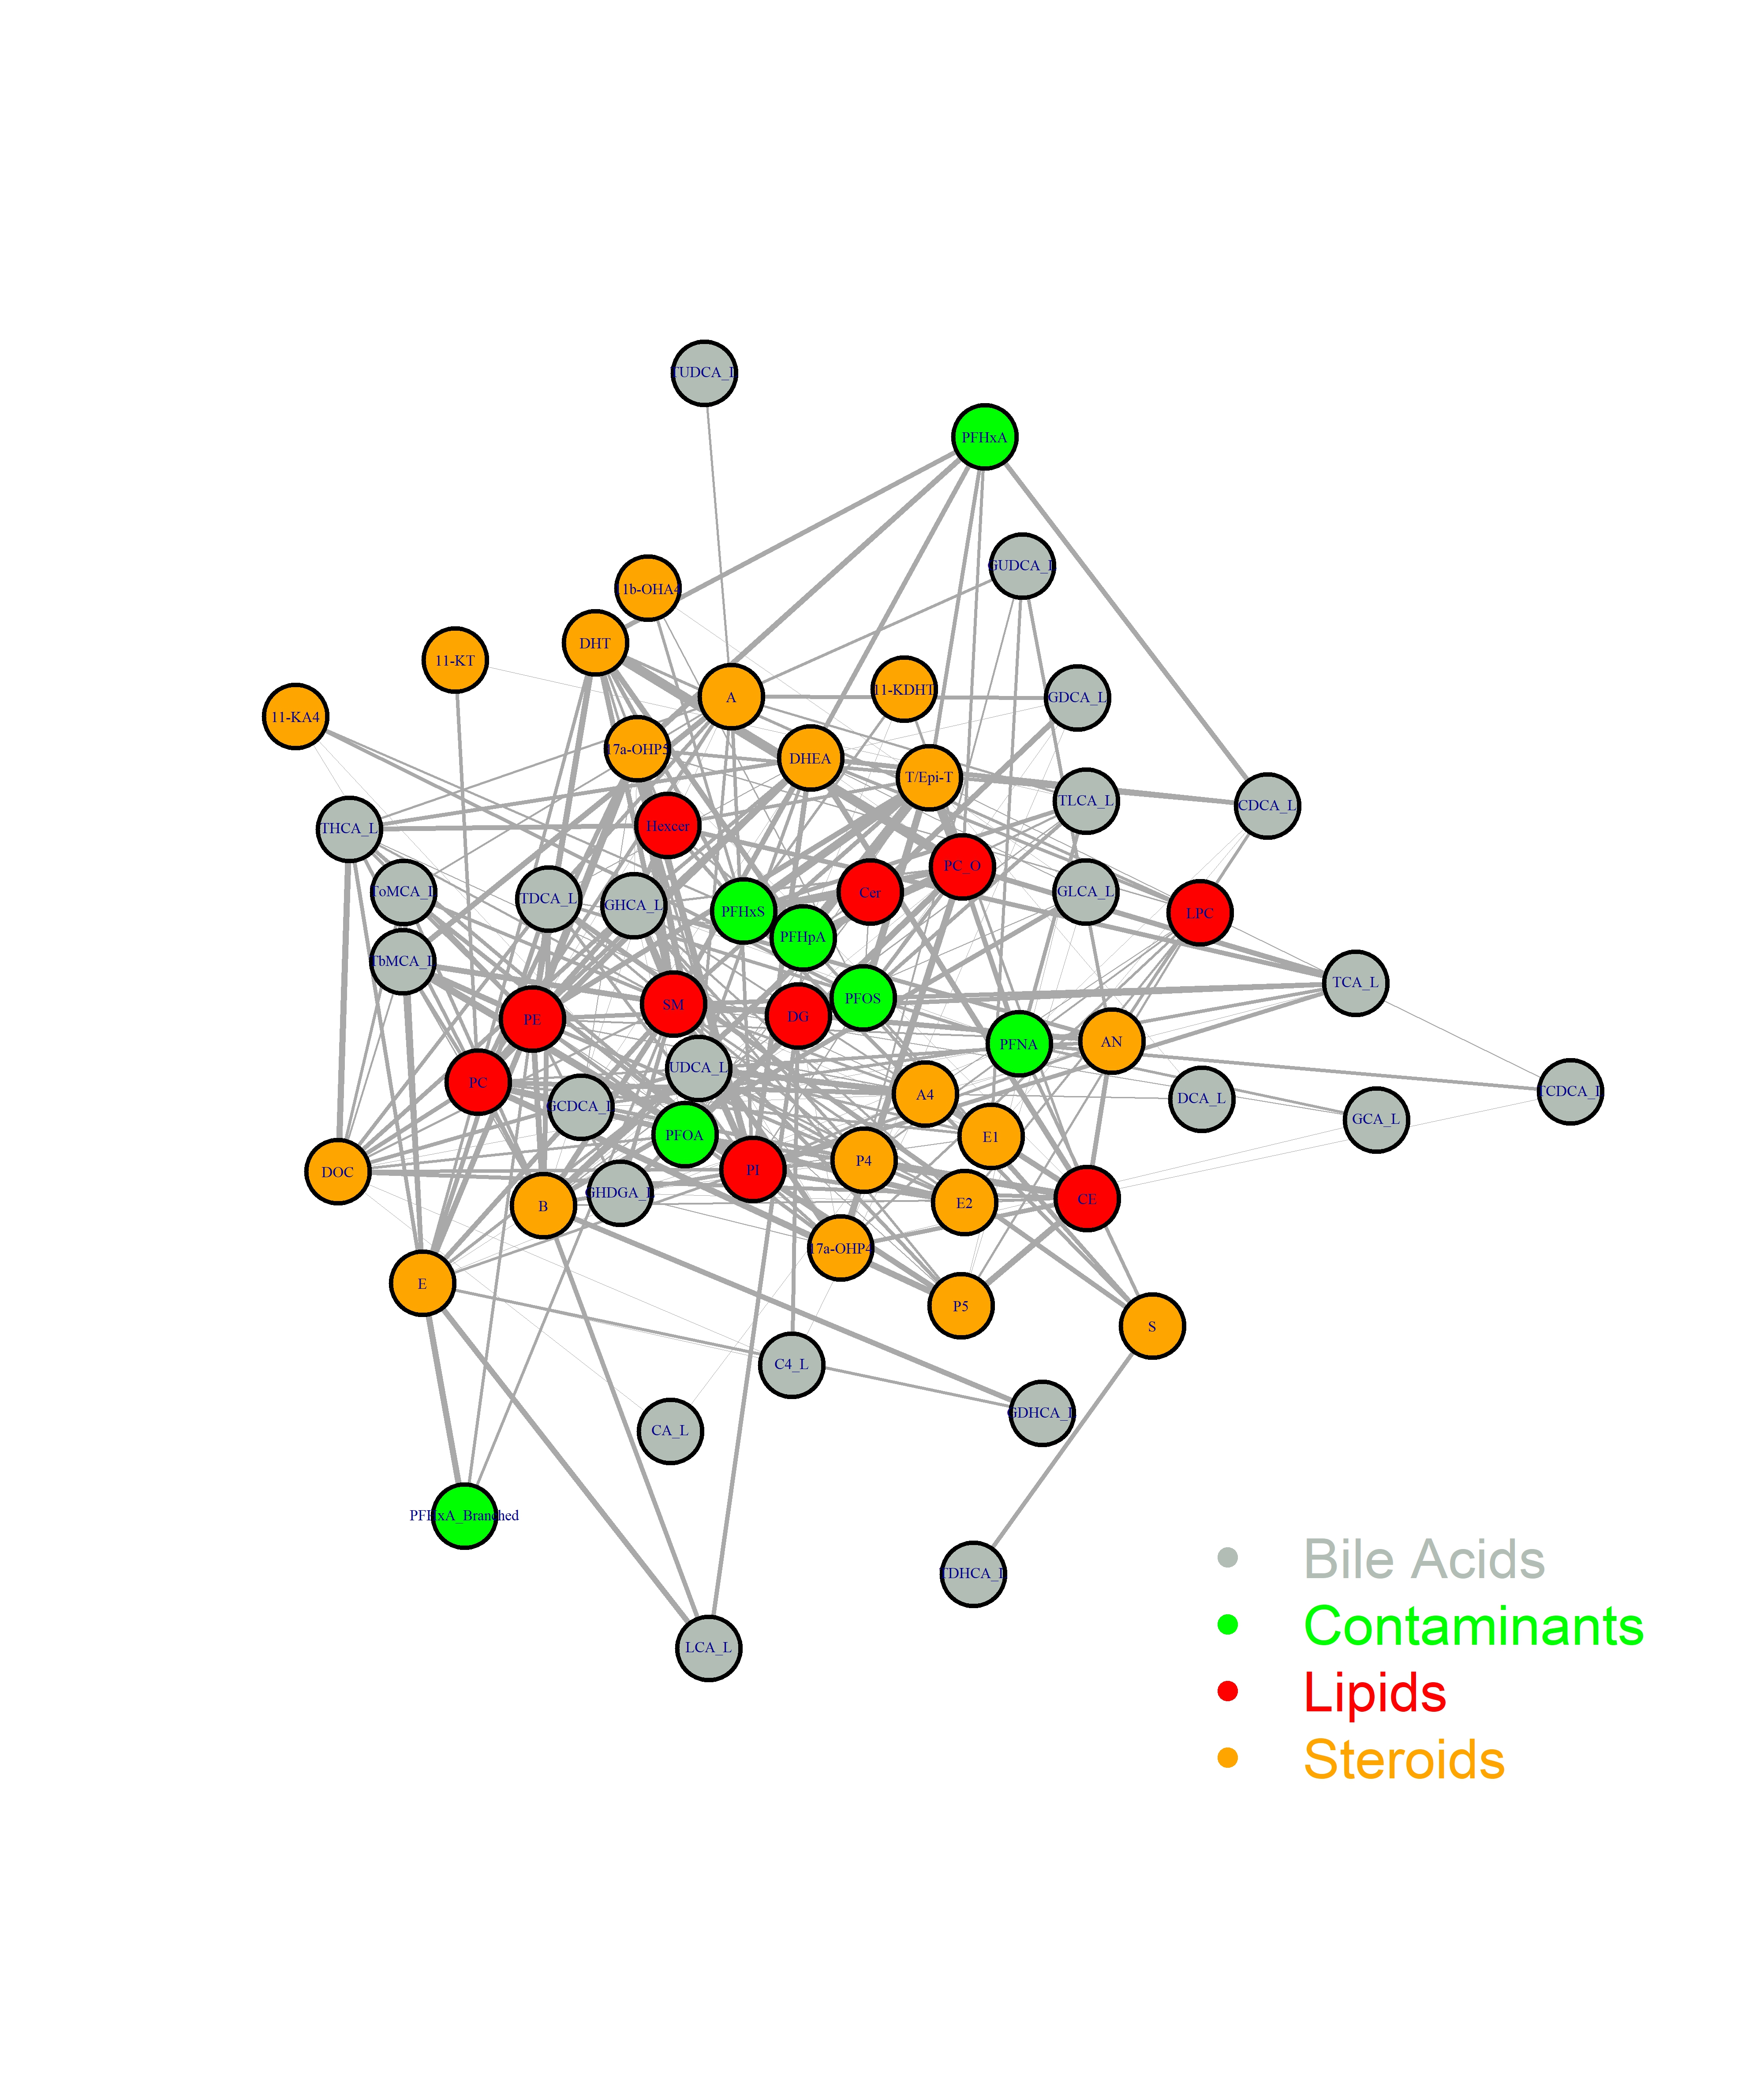 TUDCA_L
PFHxA
GUDCA_L
1b-OHA4
DHT
11-KT
A
11-KDHT
GDCA_L
11-KA4
17a-OHP5
DHEA
T/Epi-T
TLCA_L
CDCA_L
THCA_L
Hexcer
PC_O
ToMCA_L
TDCA_L
GHCA_L
PFHxS
Cer
GLCA_L
LPC
PFHpA
TbMCA_L
TCA_L
PE
SM
DG
PFOS
PFNA
AN
PC
UDCA_L
A4
DCA_L
TCDCA_L
GCDCA_L
GCA_L
PFOA
E1
DOC
PI
P4
GHDGA_L
B
E2
CE
17a-OHP4
E
P5
S
C4_L
GDHCA_L
CA_L
PFHxA_Branched
TDHCA_L
LCA_L
Bile Acids
Contaminants
Lipids
Steroids